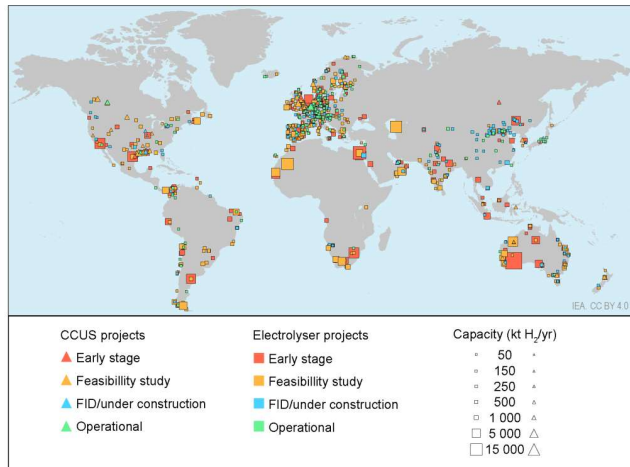 IEA. CC BY 4.0
CCUS projects
Early stage
Feasibillity study
FID/under construction
Operational
Electrolyser projects
Early stage
Feasibillity study
FID/under construction
Operational
Capacity (kt H₂/yr)
50
150
250
500
1 000
5 000
15 000